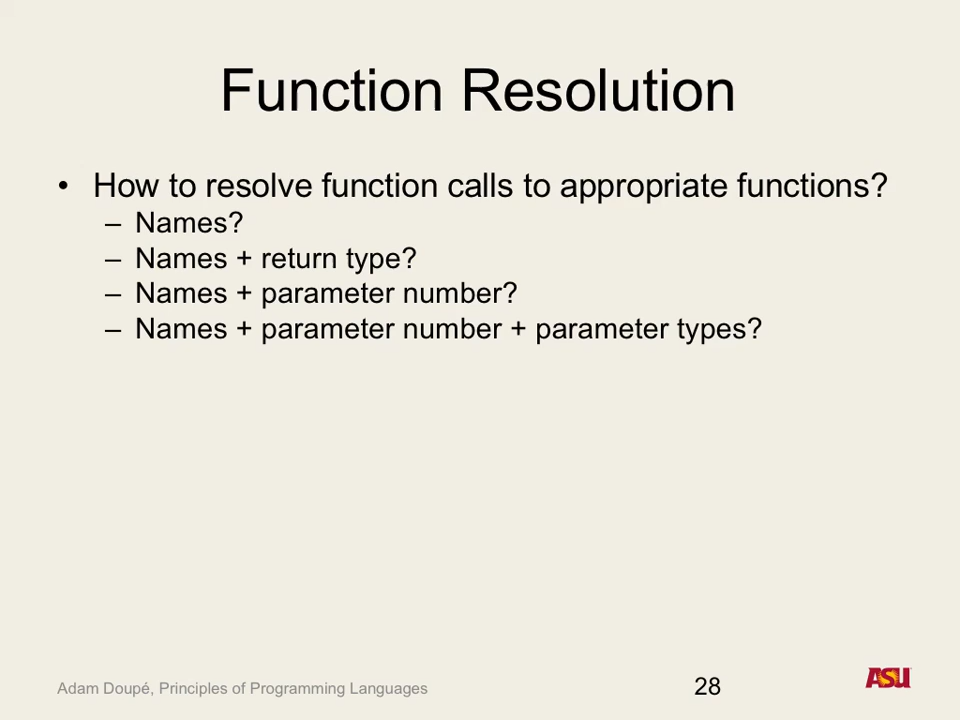 Function Resolution
• How to resolve function calls to appropriate functions?
– Names?
– Names + return type?
– Names + parameter number?
– Names + parameter number + parameter types?
Adam Doupé, Principles of Programming Languages
28
ASU